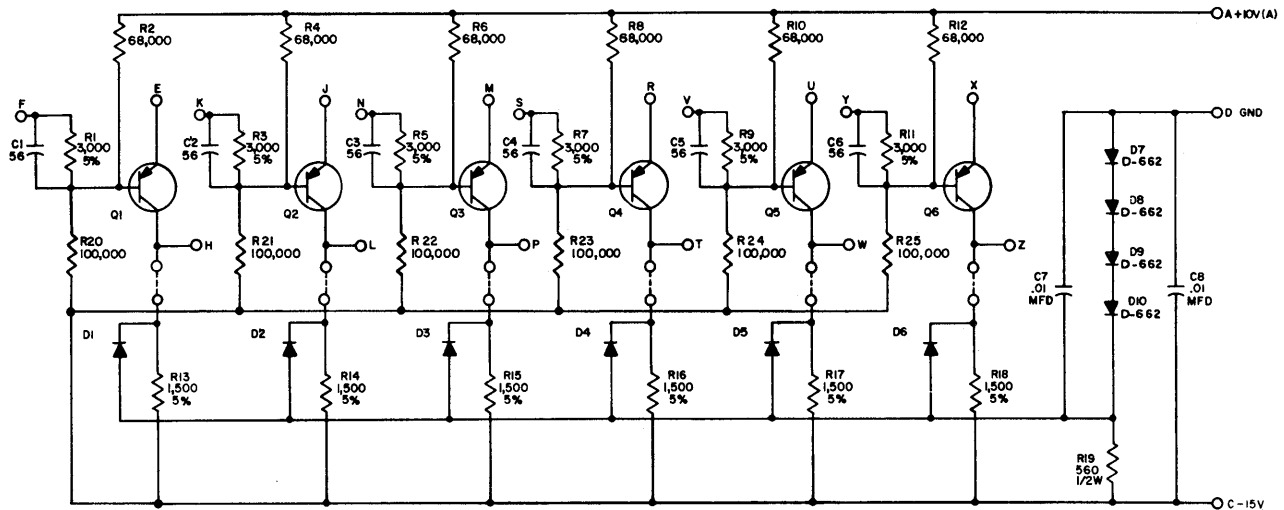 R2
68,000
R4
68,000
R6
68,000
R8
68,000
R10
68,000
R12
68,000
A+10V(A)
E
J
M
R
U
X
F
K
N
S
V
Y
D GND
C1
56
R1
3,000
5%
C2
56
R3
3,000
5%
C3
56
R5
3,000
5%
C4
56
R7
3,000
5%
C5
56
R9
3,000
5%
C6
56
R11
3,000
5%
D7
D-662
D8
D-662
D9
D-662
D10
D-662
Q1
Q2
Q3
Q4
Q5
Q6
R20
100,000
H
R21
100,000
L
R22
100,000
P
R23
100,000
T
R24
100,000
W
R25
100,000
Z
C7
.01
MFD
C8
.01
MFD
D1
D2
D3
D4
D5
D6
R13
1,500
5%
R14
1,500
5%
R15
1,500
5%
R16
1,500
5%
R17
1,500
5%
R18
1,500
5%
R19
560
1/2W
C-15V